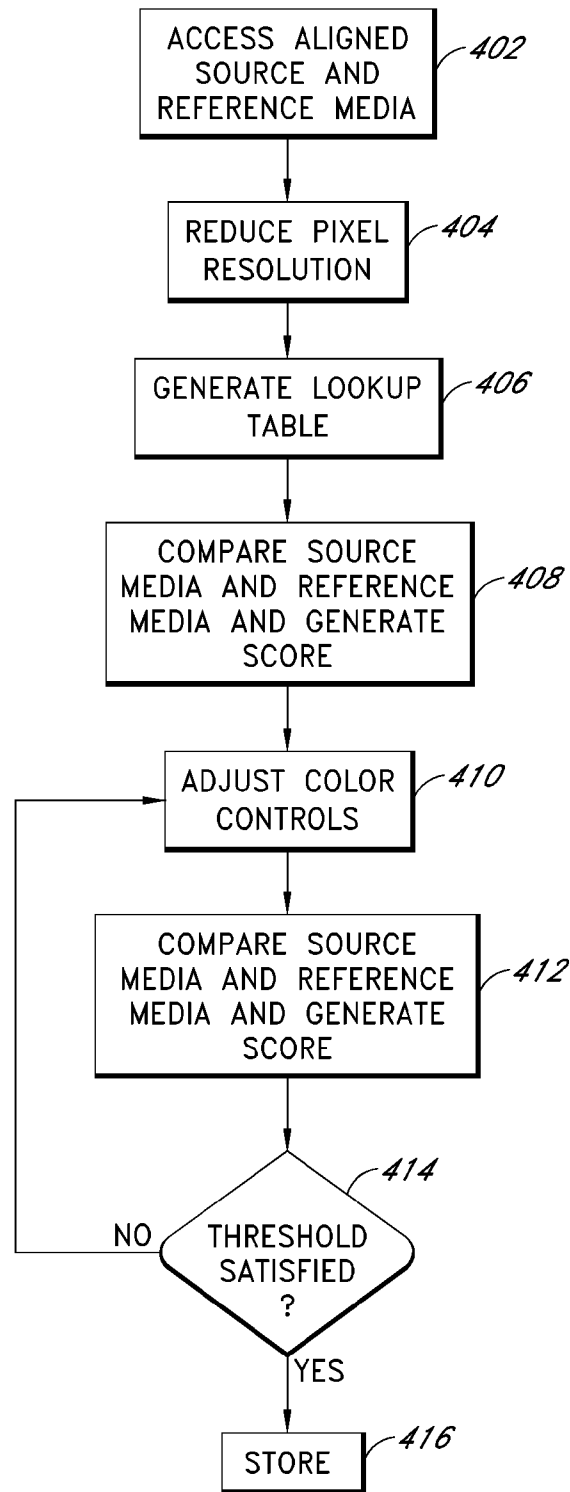 ACCESS ALIGNED
SOURCE AND
REFERENCE MEDIA
402
REDUCE PIXEL
RESOLUTION
404
GENERATE LOOKUP
TABLE
406
COMPARE SOURCE
MEDIA AND REFERENCE
MEDIA AND GENERATE
SCORE
408
ADJUST COLOR
CONTROLS
410
COMPARE SOURCE
MEDIA AND REFERENCE
MEDIA AND GENERATE
SCORE
412
414
NO
THRESHOLD
SATISFIED
?
YES
STORE
416